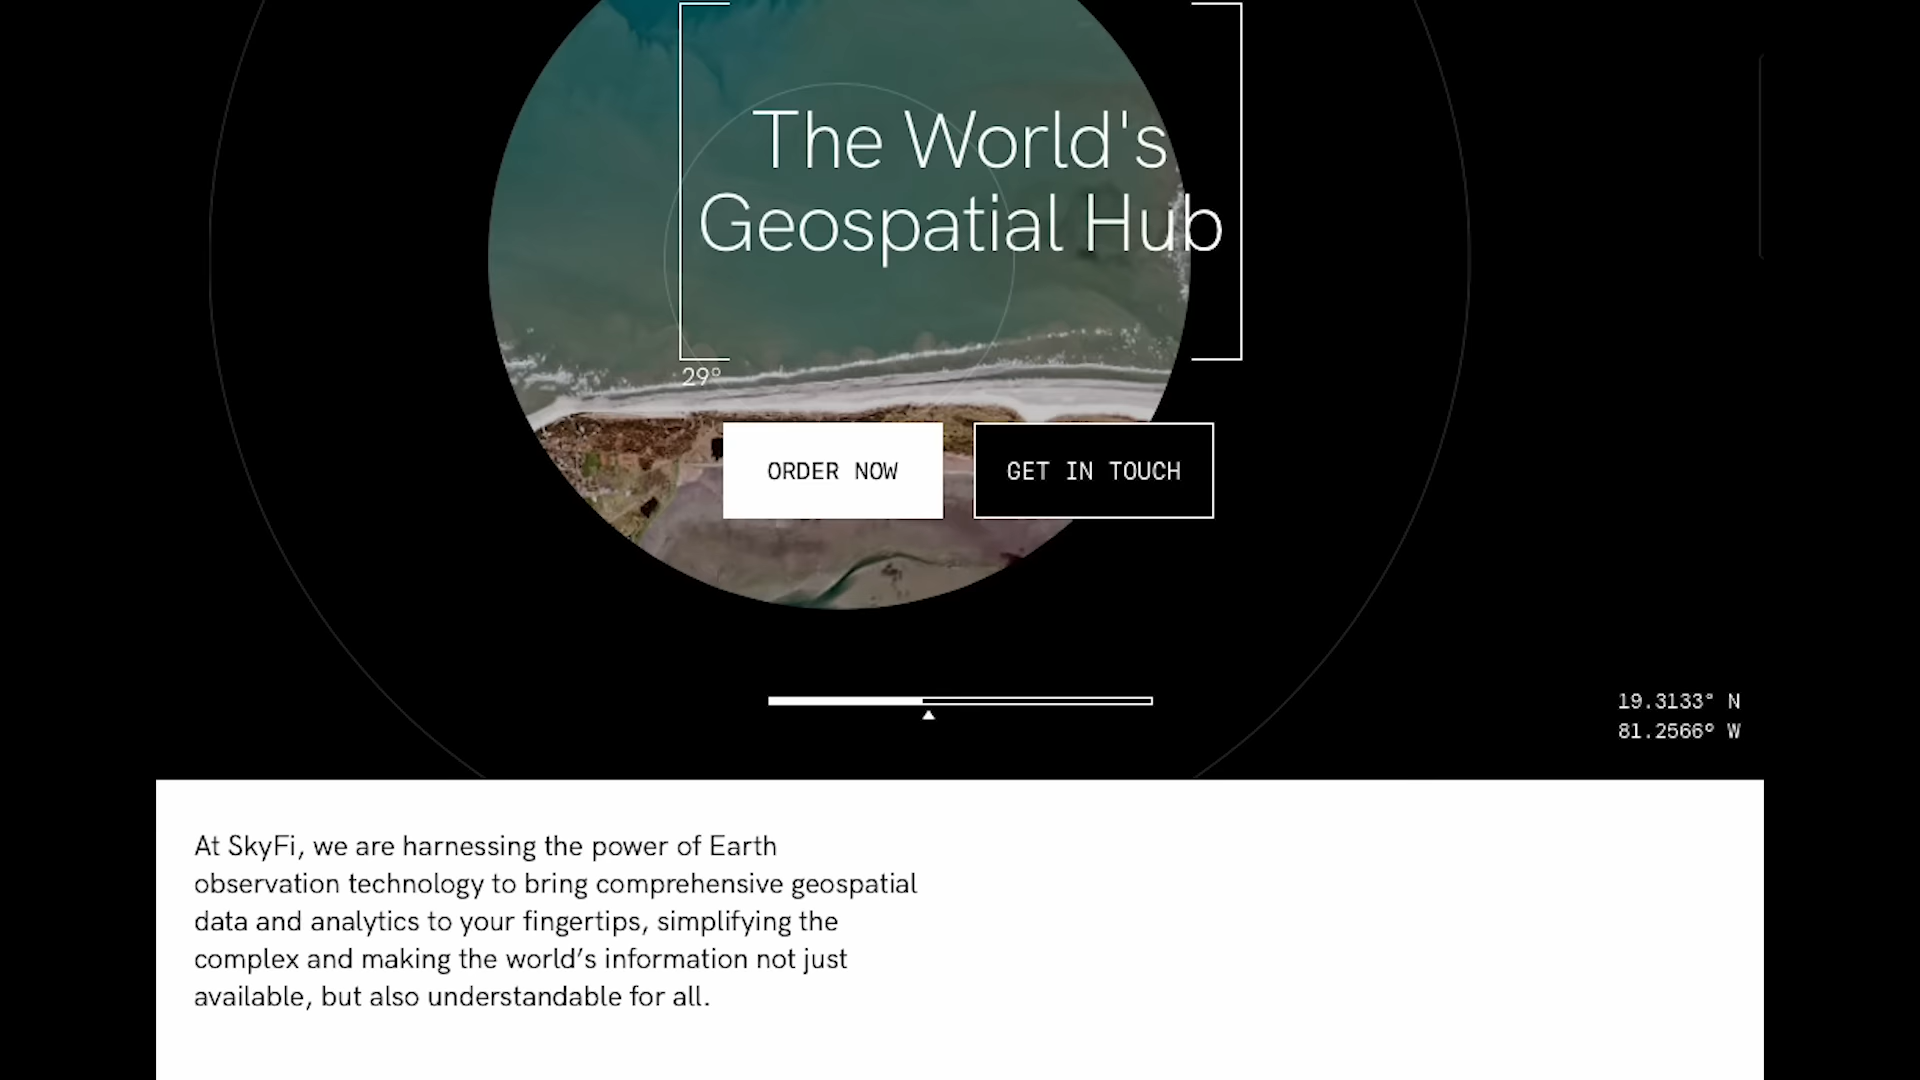 The World's
Geospatial Hub
29°
ORDER NOW
GET IN TOUCH
19.3133° N
81.2566° W
At SkyFi, we are harnessing the power of Earth
observation technology to bring comprehensive geospatial
data and analytics to your fingertips, simplifying the
complex and making the world’s information not just
available, but also understandable for all.